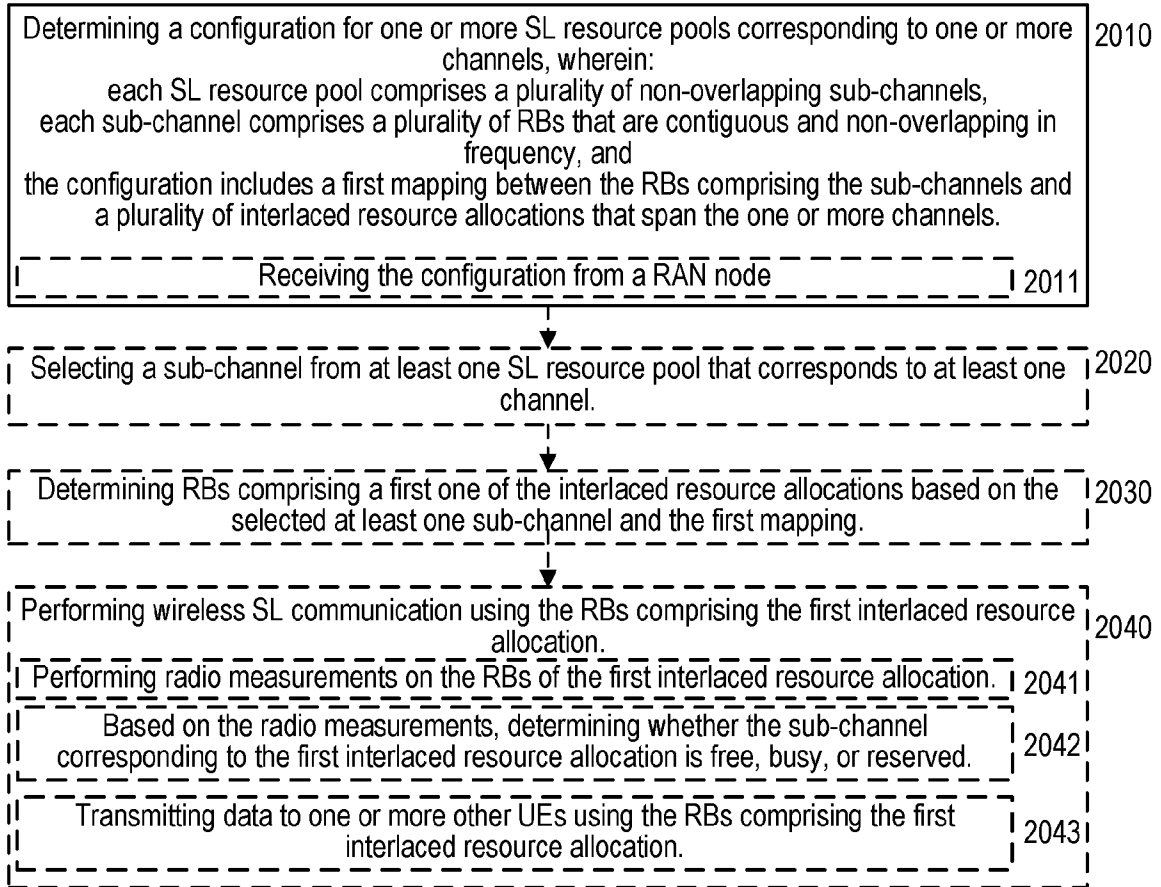 Determining a configuration for one or more SL resource pools corresponding to one or more
channels, wherein:
each SL resource pool comprises a plurality of non-overlapping sub-channels,
each sub-channel comprises a plurality of RBs that are contiguous and non-overlapping in
frequency, and
the configuration includes a first mapping between the RBs comprising the sub-channels and
a plurality of interlaced resource allocations that span the one or more channels.
2010
Receiving the configuration from a RAN node
2011
Selecting a sub-channel from at least one SL resource pool that corresponds to at least one
channel.
2020
Determining RBs comprising a first one of the interlaced resource allocations based on the
selected at least one sub-channel and the first mapping.
2030
Performing wireless SL communication using the RBs comprising the first interlaced resource
allocation.
2040
Performing radio measurements on the RBs of the first interlaced resource allocation.
2041
Based on the radio measurements, determining whether the sub-channel
corresponding to the first interlaced resource allocation is free, busy, or reserved.
2042
Transmitting data to one or more other UEs using the RBs comprising the first
interlaced resource allocation.
2043